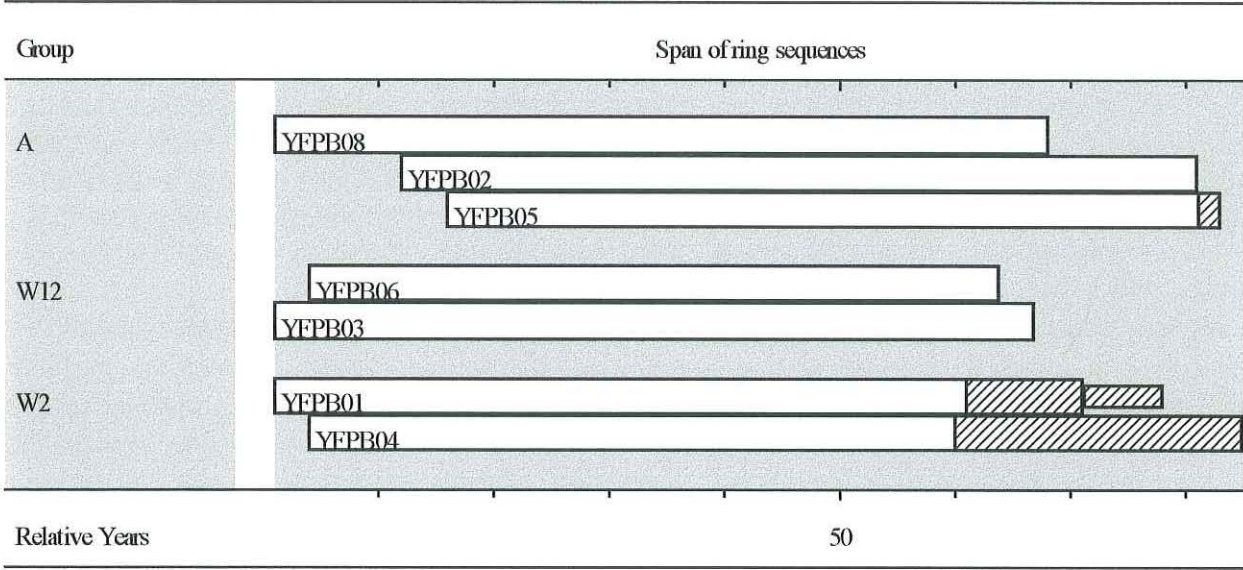 Group Span of ring sequences
A YFPB08
YFPB02
YFPB05
W12 YFPB06
YFPB03
W2 YFPB01
YFPB04
Relative Years 50